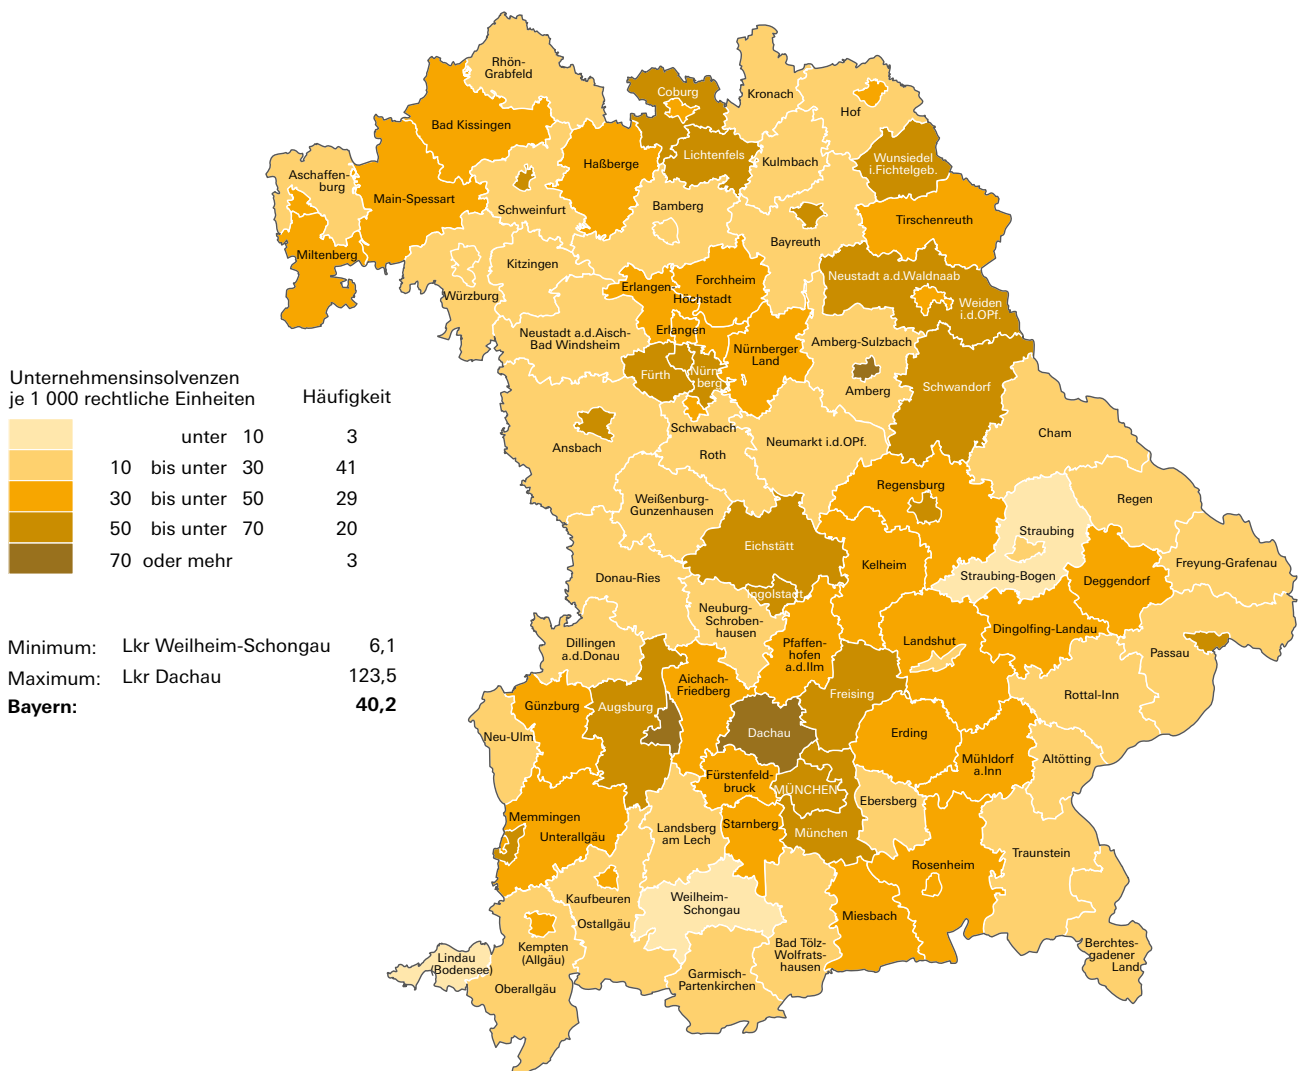 Rhön-
Grabfeld
Coburg
Kronach
Hof
Bad Kissingen
Lichtenfels
Kulmbach
Wunsiedel
i.Fichtelgeb.
Haßberge
Aschaffen-
burg
Main-Spessart
Schweinfurt
Bamberg
Tirschenreuth
Bayreuth
Miltenberg
Kitzingen
Würzburg
Erlangen-
Höchstadt
Forchheim
Neustadt a.d.Waldnaab
Weiden
i.d.OPf.
Neustadt a.d.Aisch-
Bad Windsheim
Erlangen
Nürnberger
Land
Amberg-Sulzbach
Fürth
Nürn-
berg
Amberg
Schwandorf
Unternehmensinsolvenzen
je 1 000 rechtliche Einheiten Häufigkeit
unter 10 3
10 bis unter 30 41
30 bis unter 50 29
50 bis unter 70 20
70 oder mehr 3
Minimum: Lkr Weilheim-Schongau 6,1
Maximum: Lkr Dachau 123,5
Bayern: 40,2
Ansbach
Schwabach
Roth
Neumarkt i.d.OPf.
Cham
Weißenburg-
Gunzenhausen
Regensburg
Regen
Straubing
Eichstätt
Kelheim
Straubing-Bogen
Deggendorf
Freyung-Grafenau
Donau-Ries
Ingolstadt
Neuburg-
Schroben-
hausen
Dillingen
a.d.Donau
Pfaffen-
hofen
a.d.Ilm
Landshut
Dingolfing-Landau
Passau
Aichach-
Friedberg
Freising
Rottal-Inn
Günzburg
Augsburg
Neu-Ulm
Dachau
Erding
Mühldorf
a.Inn
Altötting
Fürstenfeld-
bruck
MÜNCHEN
Ebersberg
Memmingen
Unterallgäu
Landsberg
am Lech
Starnberg
München
Traunstein
Rosenheim
Kaufbeuren
Ostallgäu
Weilheim-
Schongau
Miesbach
Kempten
(Allgäu)
Bad Tölz-
Wolfrats-
hausen
Berchtes-
gadener
Land
Lindau
(Bodensee)
Oberallgäu
Garmisch-
Partenkirchen